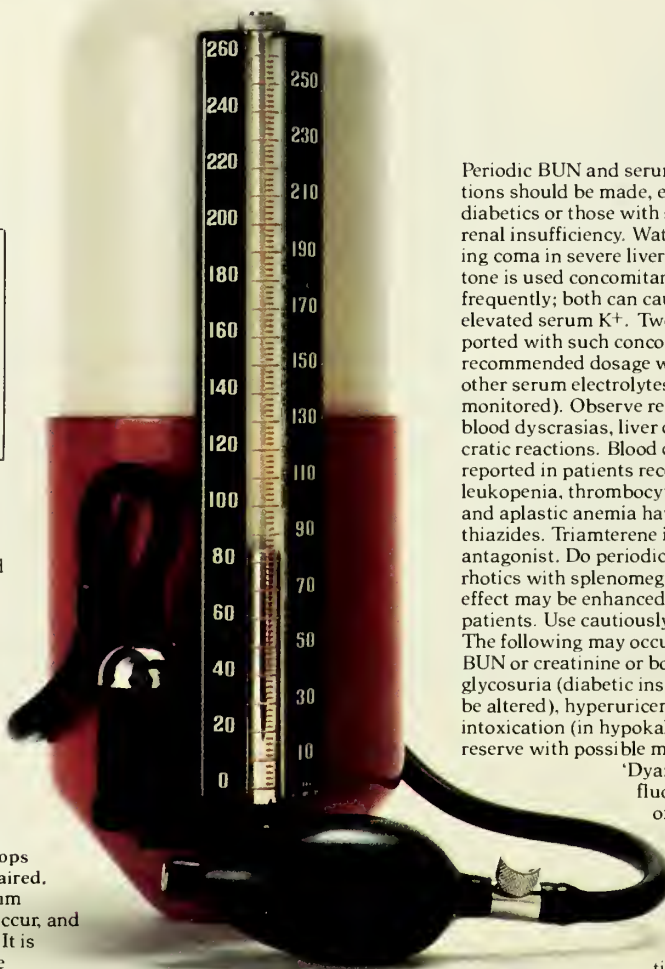 260
240
220
200
180
160
140
120
100
80
60
40
20
0
250
230
210
190
170
150
130
110
90
70
50
30
10
d
ops
aired,
um
ccur, and
It is
e
Periodic BUN and serum
tions should be made, e
diabetics or those with s
renal insufficiency. Wat
ing coma in severe liver
tone is used concomitan
frequently; both can cau
elevated serum K+. Two
ported with such conco
recommended dosage w
other serum electrolytes
monitored). Observe re
blood dyscrasias, liver d
cratic reactions. Blood d
reported in patients rece
leukopenia, thrombocy
and aplastic anemia hav
thiazides. Triamterene i
antagonist. Do periodic
rhotics with splenomeg
effect may be enhanced
patients. Use cautiously
The following may occu
BUN or creatinine or bo
glycosuria (diabetic ins
be altered), hyperuricem
intoxication (in hypokal
reserve with possible m
'Dya
fluo
of
ti